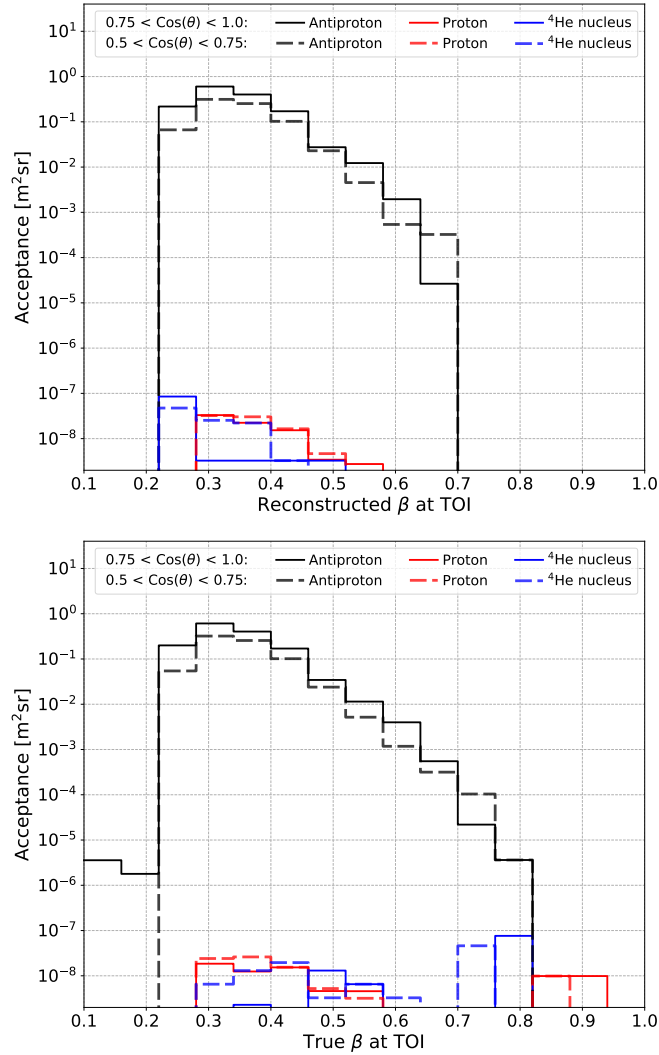 0.75 < Cos(θ) < 1.0: Antiproton Proton ⁴He nucleus
0.5 < Cos(θ) < 0.75: Antiproton Proton ⁴He nucleus
10¹
10⁰
10⁻¹
10⁻²
10⁻³
10⁻⁴
10⁻⁵
10⁻⁶
10⁻⁷
10⁻⁸
Acceptance [m²sr]
0.1 0.2 0.3 0.4 0.5 0.6 0.7 0.8 0.9 1.0
Reconstructed β at TOI
0.75 < Cos(θ) < 1.0: Antiproton Proton ⁴He nucleus
0.5 < Cos(θ) < 0.75: Antiproton Proton ⁴He nucleus
10¹
10⁰
10⁻¹
10⁻²
10⁻³
10⁻⁴
10⁻⁵
10⁻⁶
10⁻⁷
10⁻⁸
Acceptance [m²sr]
0.1 0.2 0.3 0.4 0.5 0.6 0.7 0.8 0.9 1.0
True β at TOI